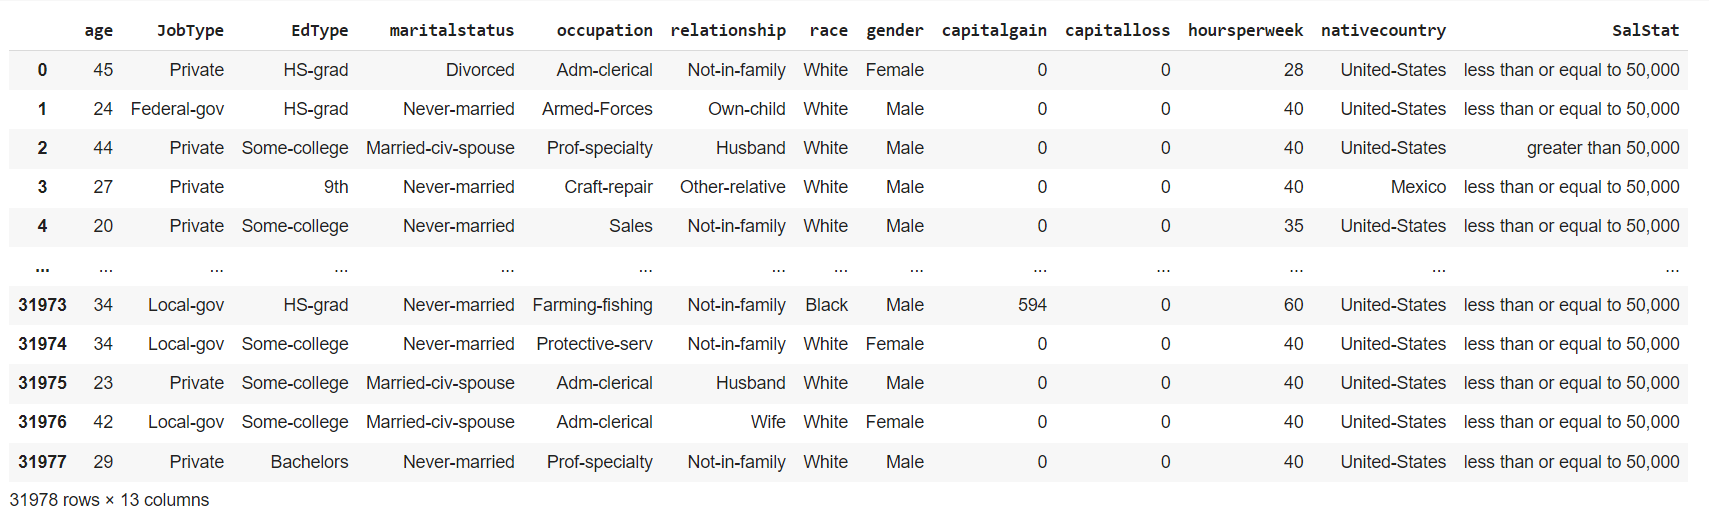 age JobType EdType maritalstatus occupation relationship race gender capitalgain capitalloss hoursperweek nativecountry SalStat
0 45 Private HS-grad Divorced Adm-clerical Not-in-family White Female 0 0 28 United-States less than or equal to 50,000
1 24 Federal-gov HS-grad Never-married Armed-Forces Own-child White Male 0 0 40 United-States less than or equal to 50,000
2 44 Private Some-college Married-civ-spouse Prof-specialty Husband White Male 0 0 40 United-States greater than 50,000
3 27 Private 9th Never-married Craft-repair Other-relative White Male 0 0 40 Mexico less than or equal to 50,000
4 20 Private Some-college Never-married Sales Not-in-family White Male 0 0 35 United-States less than or equal to 50,000
... ... ... ... ... ... ... ... ... ... ... ... ... ...
31973 34 Local-gov HS-grad Never-married Farming-fishing Not-in-family Black Male 594 0 60 United-States less than or equal to 50,000
31974 34 Local-gov Some-college Never-married Protective-serv Not-in-family White Female 0 0 40 United-States less than or equal to 50,000
31975 23 Private Some-college Married-civ-spouse Adm-clerical Husband White Male 0 0 40 United-States less than or equal to 50,000
31976 42 Local-gov Some-college Married-civ-spouse Adm-clerical Wife White Female 0 0 40 United-States less than or equal to 50,000
31977 29 Private Bachelors Never-married Prof-specialty Not-in-family White Male 0 0 40 United-States less than or equal to 50,000
31978 rows × 13 columns